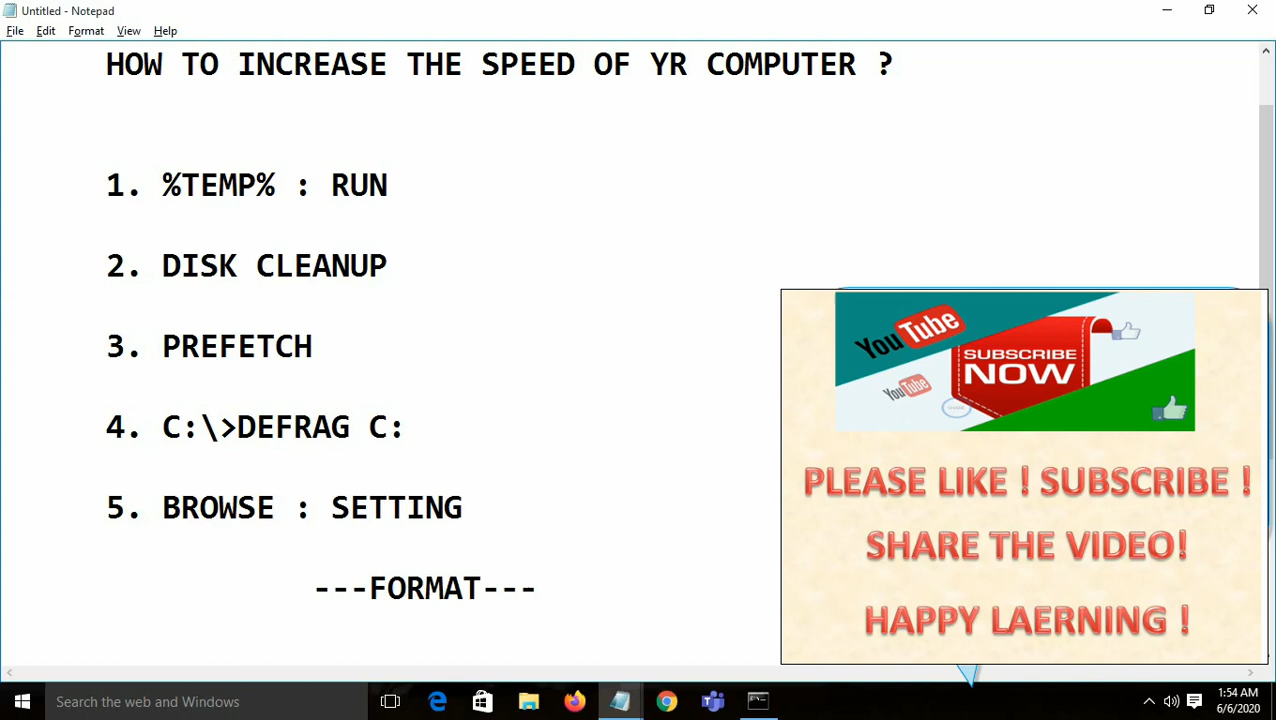 Untitled - Notepad
File Edit Format View Help
HOW TO INCREASE THE SPEED OF YR COMPUTER ?
1. %TEMP% : RUN
2. DISK CLEANUP
3. PREFETCH
4. C:\>DEFRAG C:
5. BROWSE : SETTING
---FORMAT---
YouTube
SUBSCRIBE
NOW
YouTube
SHARE
PLEASE LIKE ! SUBSCRIBE !
SHARE THE VIDEO!
HAPPY LAERNING !
Search the web and Windows
1:54 AM
6/6/2020